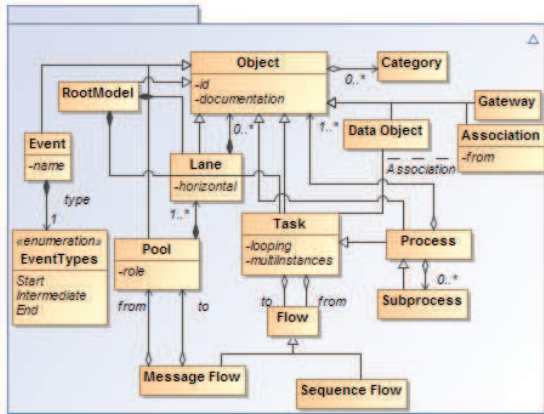 Object
-id
-documentation
0..*
Category
RootModel
Gateway
Event
-name
0..*
1..*
Data Object
Association
-from
Association
Lane
-horizontal
type
1
1..*
Task
-looping
-multiInstances
Process
«enumeration»
EventTypes
Start
Intermediate
End
Pool
-role
0..*
Subprocess
from
to
to
from
Flow
Message Flow
Sequence Flow